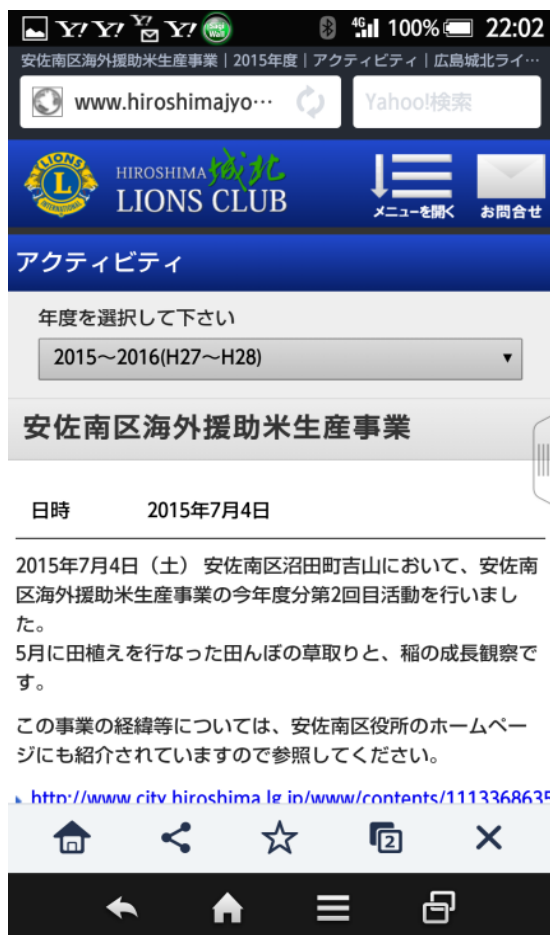 Y! Y! Y! Y! 4G 100% 22:02
安佐南区海外援助米生産事業｜2015年度｜アクティビティ｜広島城北ライ…
www.hiroshimajyo… Yahoo!検索
LIONS
L
INTERNATIONAL
HIROSHIMA 城北
LIONS CLUB
メニューを開く お問合せ
アクティビティ
年度を選択して下さい
2015～2016(H27～H28)
安佐南区海外援助米生産事業
日時 2015年7月4日
2015年7月4日（土） 安佐南区沼田町吉山において、安佐南
区海外援助米生産事業の今年度分第2回目活動を行いまし
た。
5月に田植えを行なった田んぼの草取りと、稲の成長観察で
す。
この事業の経緯等については、安佐南区役所のホームペー
ジにも紹介されていますので参照してください。
http://www.city.hiroshima.lg.jp/www/contents/1113368635
2